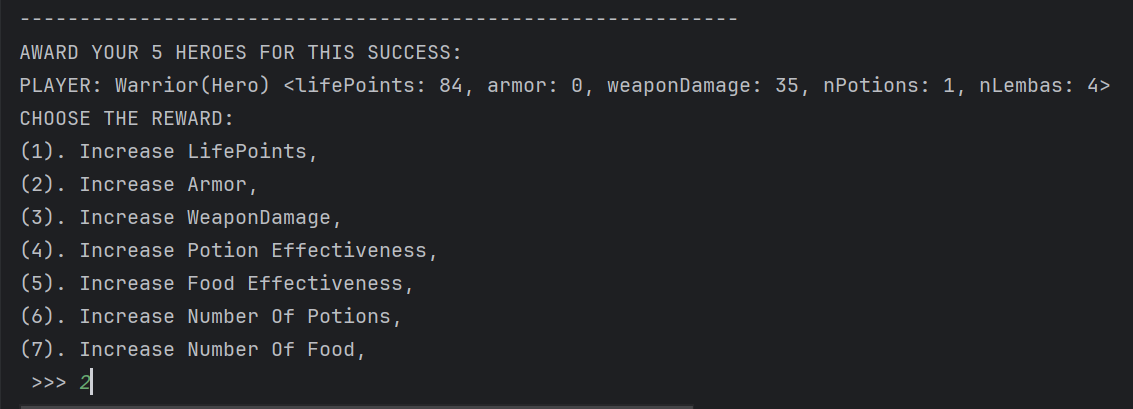 ------------------------------------------------------------
AWARD YOUR 5 HEROES FOR THIS SUCCESS:
PLAYER: Warrior(Hero) <lifePoints: 84, armor: 0, weaponDamage: 35, nPotions: 1, nLembas: 4>
CHOOSE THE REWARD:
(1). Increase LifePoints,
(2). Increase Armor,
(3). Increase WeaponDamage,
(4). Increase Potion Effectiveness,
(5). Increase Food Effectiveness,
(6). Increase Number Of Potions,
(7). Increase Number Of Food,
>>> 2